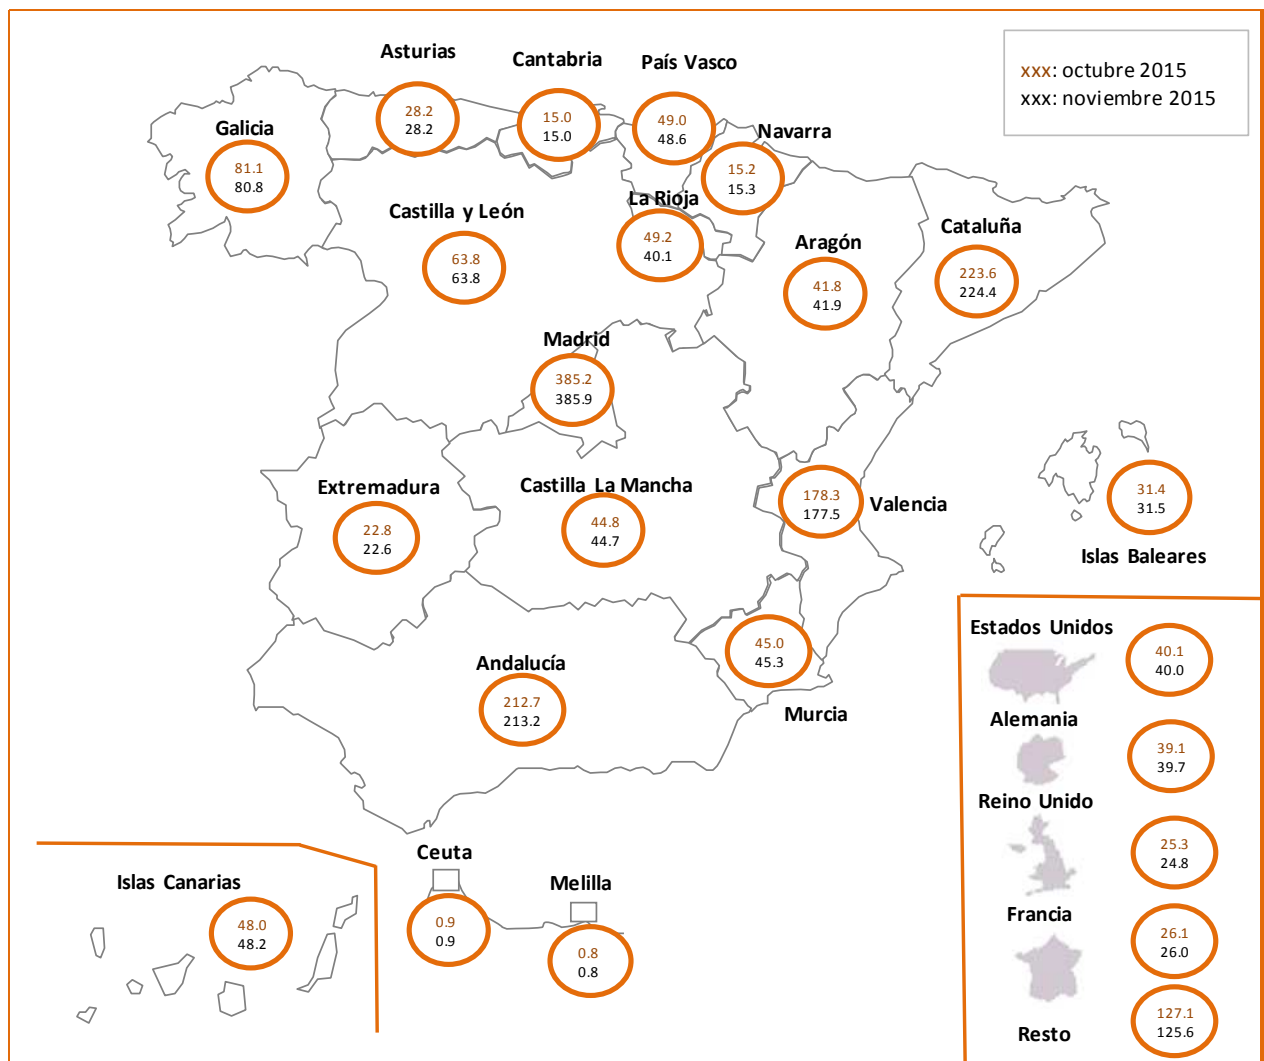 xxx: octubre 2015
xxx: noviembre 2015
Asturias
28.2
28.2
Cantabria
15.0
15.0
País Vasco
49.0
48.6
Navarra
15.2
15.3
Galicia
81.1
80.8
Castilla y León
63.8
63.8
La Rioja
49.2
40.1
Aragón
41.8
41.9
Cataluña
223.6
224.4
Madrid
385.2
385.9
Extremadura
22.8
22.6
Castilla La Mancha
44.8
44.7
178.3
177.5
Valencia
31.4
31.5
Islas Baleares
Andalucía
212.7
213.2
45.0
45.3
Murcia
Estados Unidos
40.1
40.0
Alemania
39.1
39.7
Reino Unido
25.3
24.8
Francia
26.1
26.0
Resto
127.1
125.6
Islas Canarias
48.0
48.2
Ceuta
0.9
0.9
Melilla
0.8
0.8